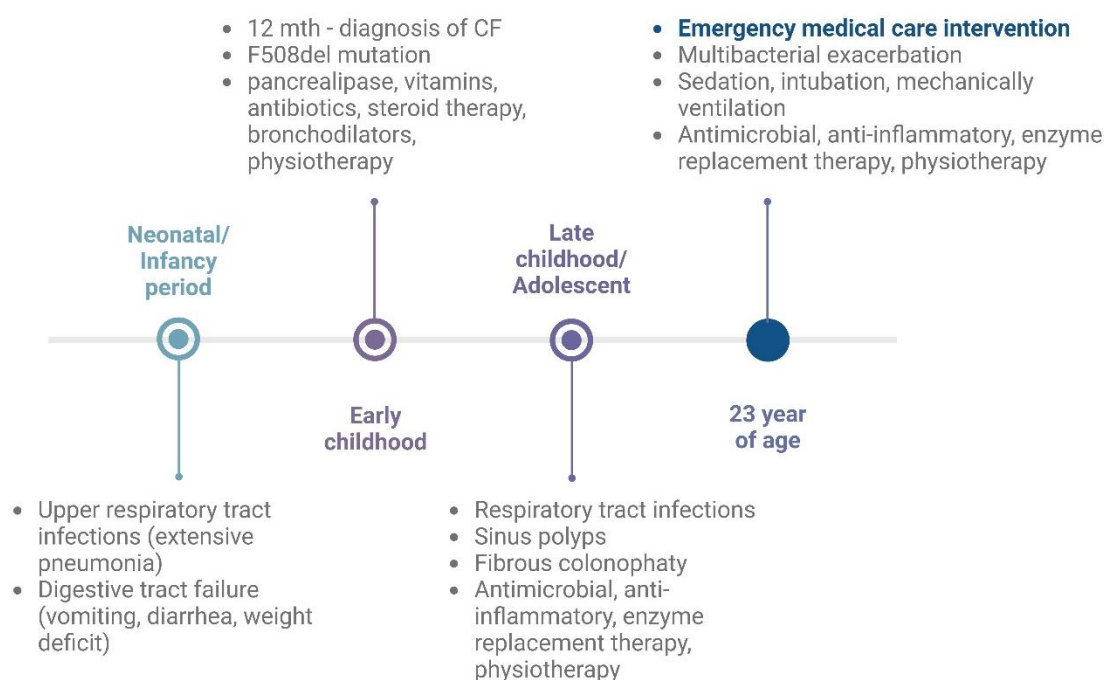 • 12 mth - diagnosis of CF
• F508del mutation
• pancrealipase, vitamins,
antibiotics, steroid therapy,
bronchodilators,
physiotherapy
• Emergency medical care intervention
• Multibacterial exacerbation
• Sedation, intubation, mechanically
ventilation
• Antimicrobial, anti-inflammatory, enzyme
replacement therapy, physiotherapy
Neonatal/
Infancy
period
Early
childhood
Late
childhood/
Adolescent
23 year
of age
• Upper respiratory tract
infections (extensive
pneumonia)
• Digestive tract failure
(vomiting, diarrhea, weight
deficit)
• Respiratory tract infections
• Sinus polyps
• Fibrous colonophaty
• Antimicrobial, anti-
inflammatory, enzyme
replacement therapy,
physiotherapy